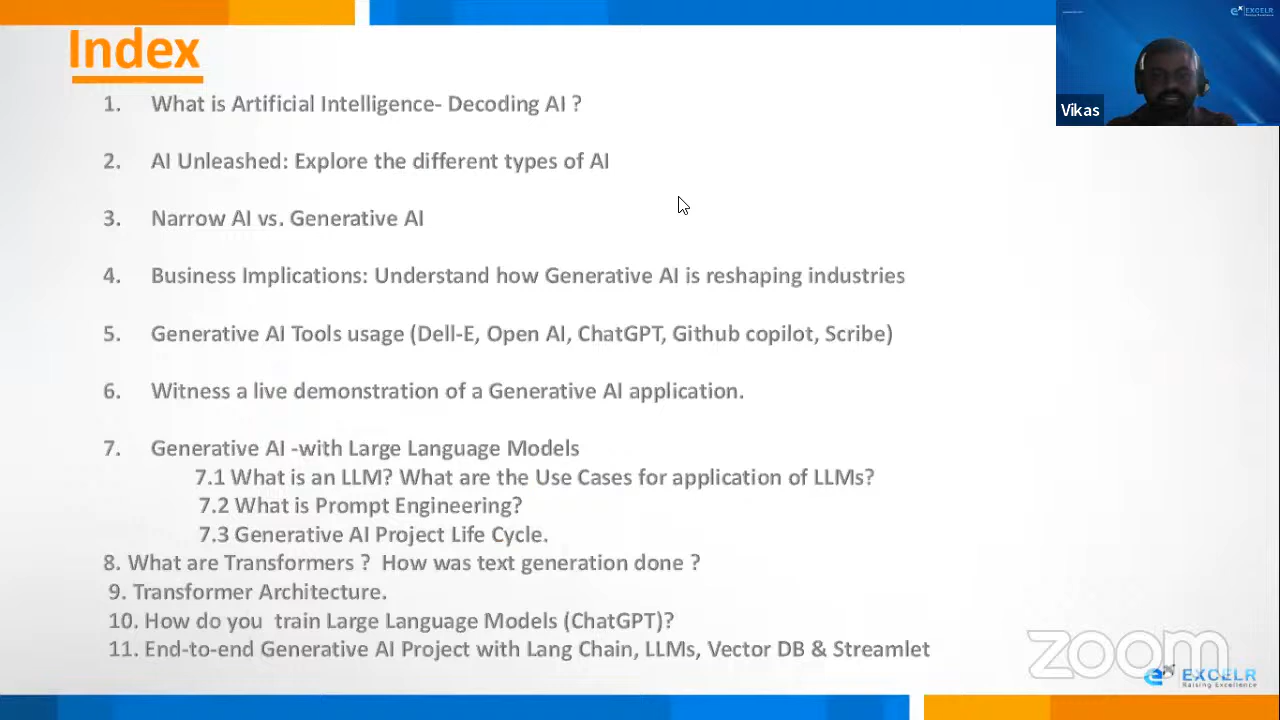 Index
EXCELR
Raising Excellence
Vikas
1. What is Artificial Intelligence- Decoding AI ?
2. AI Unleashed: Explore the different types of AI
3. Narrow AI vs. Generative AI
4. Business Implications: Understand how Generative AI is reshaping industries
5. Generative AI Tools usage (Dell-E, Open AI, ChatGPT, Github copilot, Scribe)
6. Witness a live demonstration of a Generative AI application.
7. Generative AI -with Large Language Models
7.1 What is an LLM? What are the Use Cases for application of LLMs?
7.2 What is Prompt Engineering?
7.3 Generative AI Project Life Cycle.
8. What are Transformers ? How was text generation done ?
9. Transformer Architecture.
10. How do you train Large Language Models (ChatGPT)?
11. End-to-end Generative AI Project with Lang Chain, LLMs, Vector DB & Streamlet
zoom
EXCELR
Raising Excellence